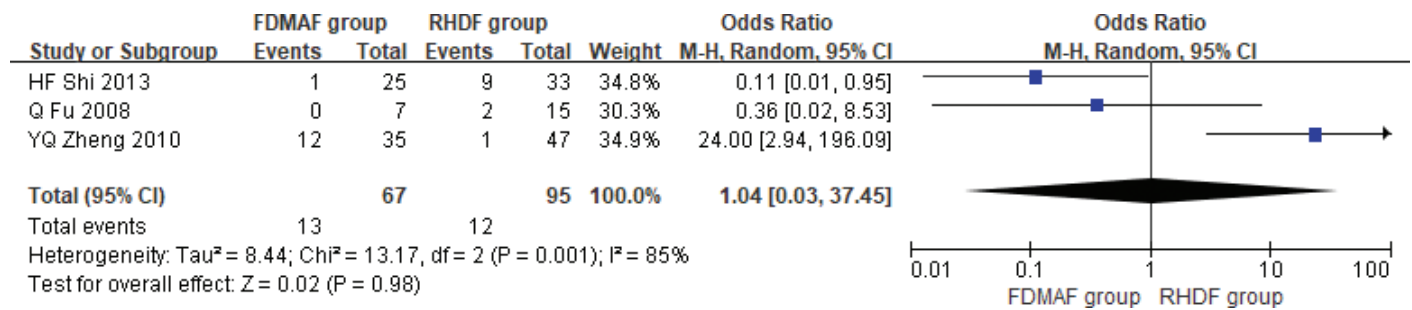 FDMAF group RHDF group Odds Ratio Odds Ratio
Study or Subgroup Events Total Events Total Weight M-H, Random, 95% CI M-H, Random, 95% CI
HF Shi 2013 1 25 9 33 34.8% 0.11 [0.01, 0.95]
Q Fu 2008 0 7 2 15 30.3% 0.36 [0.02, 8.53]
YQ Zheng 2010 12 35 1 47 34.9% 24.00 [2.94, 196.09]
Total (95% CI) 67 95 100.0% 1.04 [0.03, 37.45]
Total events 13 12
Heterogeneity: Tau² = 8.44; Chi² = 13.17, df = 2 (P = 0.001); I² = 85%
Test for overall effect: Z = 0.02 (P = 0.98)
0.01 0.1 1 10 100
FDMAF group RHDF group